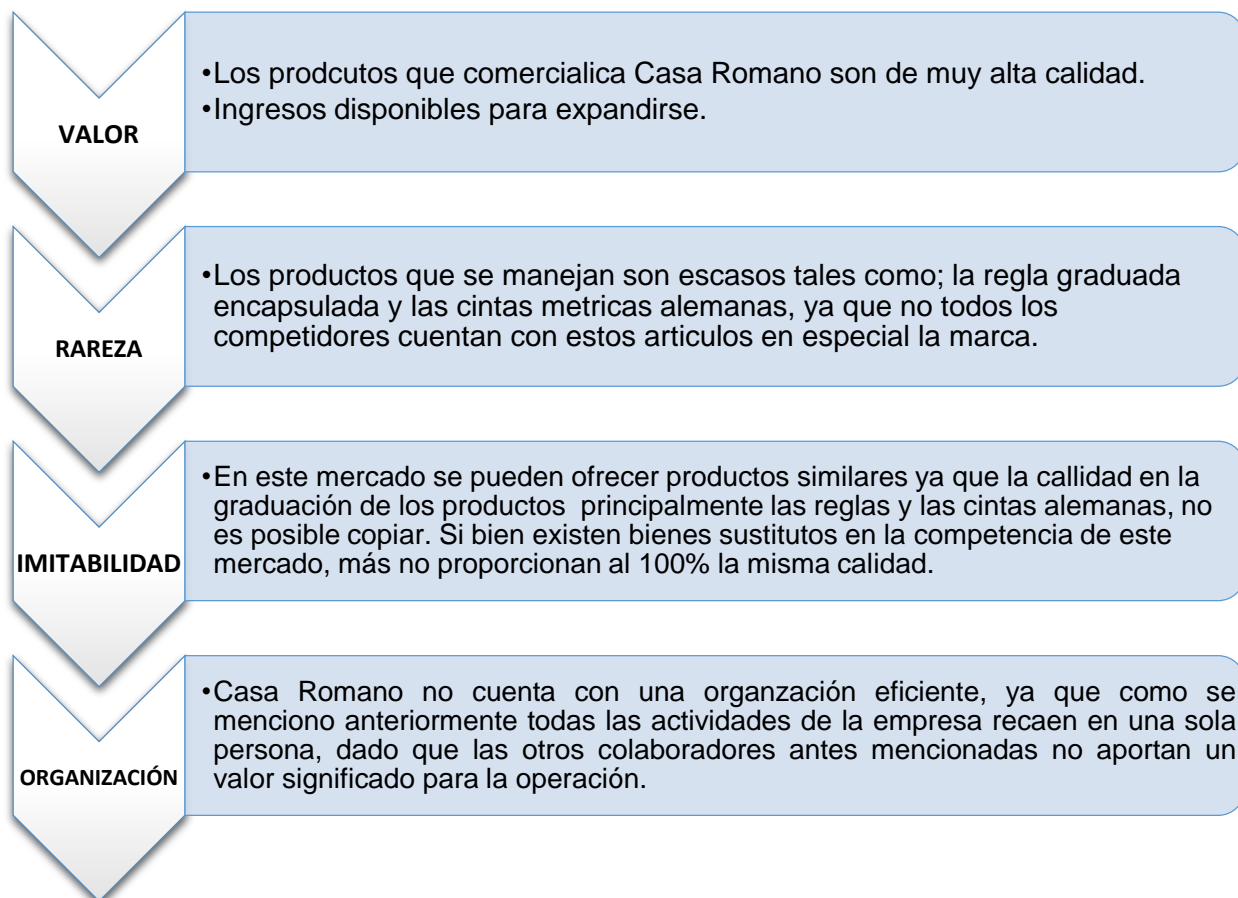 VALOR
•Los prodcutos que comercialica Casa Romano son de muy alta calidad.
•Ingresos disponibles para expandirse.
RAREZA
•Los productos que se manejan son escasos tales como; la regla graduada
encapsulada y las cintas metricas alemanas, ya que no todos los
competidores cuentan con estos articulos en especial la marca.
IMITABILIDAD
•En este mercado se pueden ofrecer productos similares ya que la callidad en la
graduación de los productos principalmente las reglas y las cintas alemanas, no
es posible copiar. Si bien existen bienes sustitutos en la competencia de este
mercado, más no proporcionan al 100% la misma calidad.
ORGANIZACIÓN
•Casa Romano no cuenta con una organzación eficiente, ya que como se
menciono anteriormente todas las actividades de la empresa recaen en una sola
persona, dado que las otros colaboradores antes mencionadas no aportan un
valor significado para la operación.